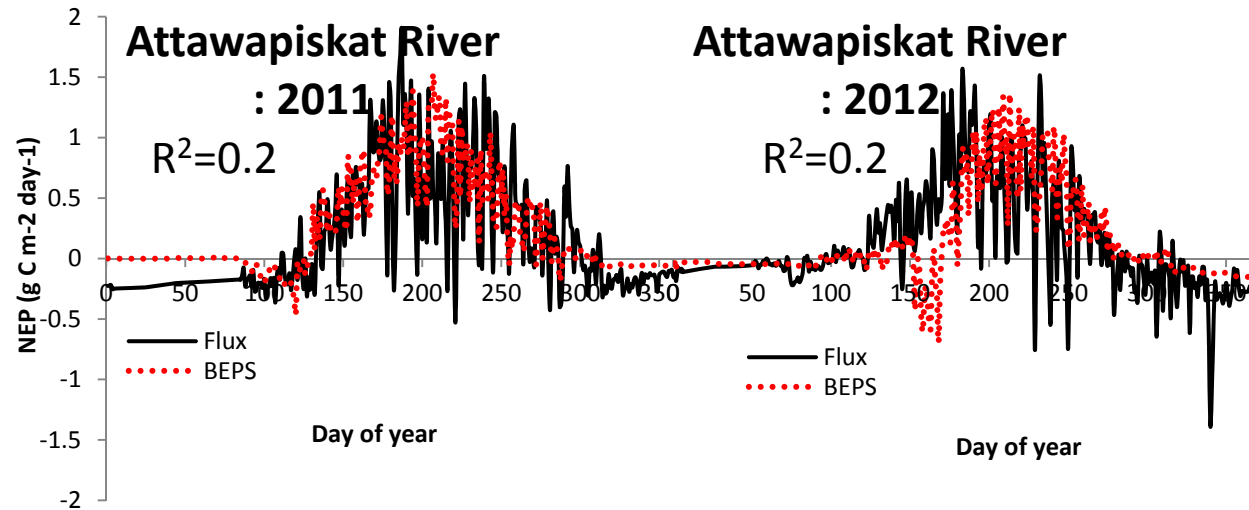 Attawapiskat River
: 2011
R²=0.2
Attawapiskat River
: 2012
R²=0.2
NEP (g C m-2 day-1)
2
1.5
1
0.5
0
-0.5
-1
-1.5
-2
0 50 100 150 200 250 300 350 50 100 150 200 250 300 350
Flux
BEPS
Flux
BEPS
Day of year
Day of year